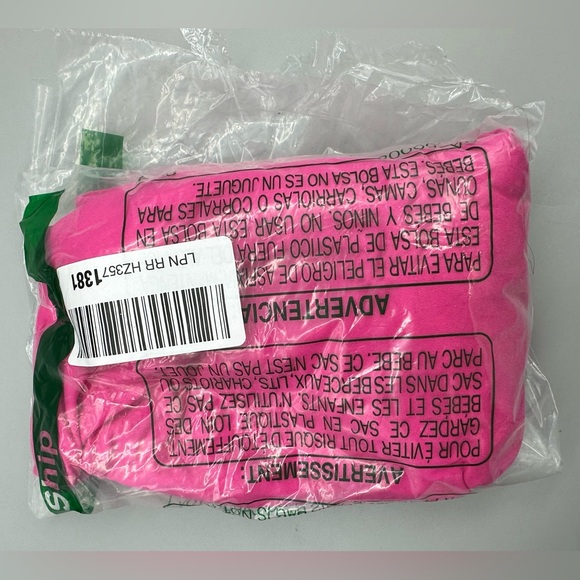 AVERTISSEMENT:
POUR ÉVITER TOUT RISQUE D'ÉTOUFFEMENT,
GARDEZ CE SAC EN PLASTIQUE LOIN DES
BÉBÉS ET LES ENFANTS. N'UTIUSEZ PAS CE
SAC DANS LES BERCEAUX, LITS, CHARIOTS OU
PARC AU BÉBÉ. CE SAC N'EST PAS UN JOUET.
ADVERTENCIA
PARA EVITAR EL PELIGRO DE
ESTA BOLSA DE PLASTICO FUERA
DE BEBES Y NIÑOS. NO USAR ESTA BOLSA EN
CUNAS, CAMAS, CARRIOLAS O CORRALES PARA
BEBES. ESTA BOLSA NO ES UN JUGUETE.
LPN RR HZ3571381
Ship